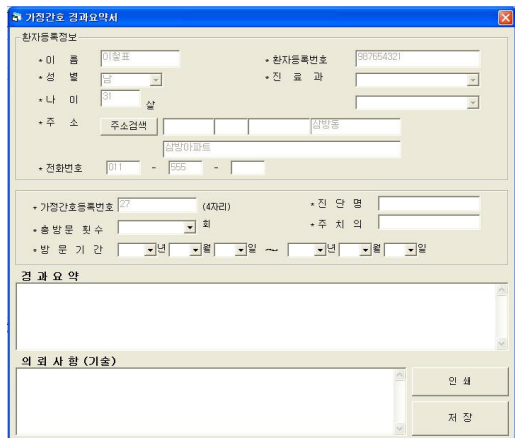 가정간호 경과요약서
환자등록정보
*이 름 이철표 *환자등록번호 987654321
*성 별 남 *진 료 과
*나 이 31 살
*주 소 주소검색 삼방동
삼방아파트
*전화번호 011 - 555 -
*가정간호등록번호 27 (4자리) *진 단 명
*총방문 횟수 회 *주 치 의
*방 문 기 간 년 월 일 ~ 년 월 일
경 과 요 약
의 뢰 사 항 (기술)
인 쇄
저 장